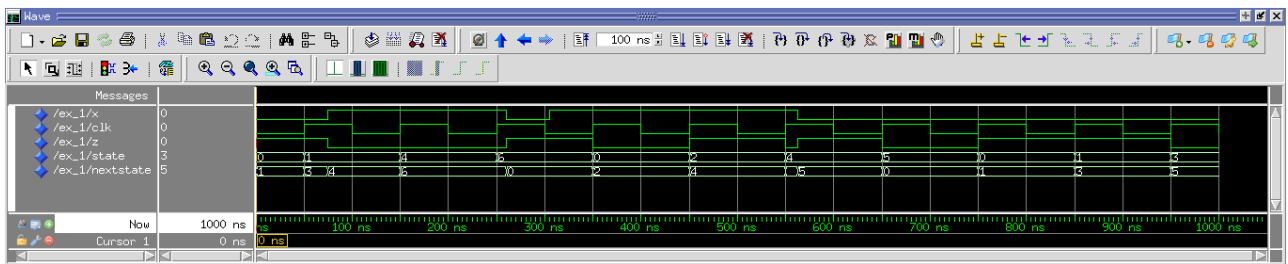 Wave
100 ns
Messages
/ex_1/x 0
/ex_1/clk 0
/ex_1/z 0
/ex_1/state 3 0 1 4 6 0 2 4 5 0 1 3
/ex_1/nextstate 5 1 3 4 6 0 2 4 5 0 1 3 5
Now 1000 ns ns 100 ns 200 ns 300 ns 400 ns 500 ns 600 ns 700 ns 800 ns 900 ns 1000 ns
Cursor 1 0 ns 0 ns